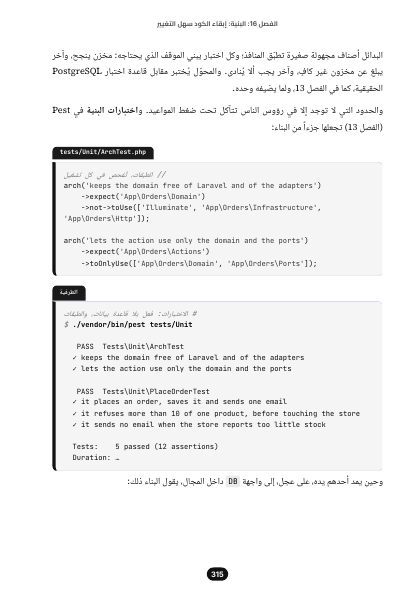 الفصل 16: البنية: إبقاء الكود سهل التغيير
البدائل أصناف مجهولة صغيرة تطبّق المنافذ؛ وكل اختبار يبني الموقف الذي يحتاجه: مخزن ينجح، وآخر
يبلغ عن مخزون غير كافٍ، وآخر يجب ألا يُنادى. والمحوّل يُختبر مقابل قاعدة اختبار PostgreSQL
الحقيقية، كما في الفصل 13، ولما يضيفه وحده.
والحدود التي لا توجد إلا في رؤوس الناس تتآكل تحت ضغط المواعيد. واختبارات البنية في Pest
(الفصل 13) تجعلها جزءاً من البناء:
tests/Unit/ArchTest.php
// الطبقات، تُفحص في كل تشغيل
arch('keeps the domain free of Laravel and of the adapters')
->expect('App\Orders\Domain')
->not->toUse(['Illuminate', 'App\Orders\Infrastructure',
'App\Orders\Http']);
arch('lets the action use only the domain and the ports')
->expect('App\Orders\Actions')
->toOnlyUse(['App\Orders\Domain', 'App\Orders\Ports']);
الطرفية
# الاختبارات: فعل بلا قاعدة بيانات، والطبقات
$ ./vendor/bin/pest tests/Unit
PASS Tests\Unit\ArchTest
✓ keeps the domain free of Laravel and of the adapters
✓ lets the action use only the domain and the ports
PASS Tests\Unit\PlaceOrderTest
✓ it places an order, saves it and sends one email
✓ it refuses more than 10 of one product, before touching the store
✓ it sends no email when the store reports too little stock
Tests: 5 passed (12 assertions)
Duration: …
وحين يمد أحدهم يده، على عجل، إلى واجهة DB داخل المجال، يقول البناء ذلك:
315